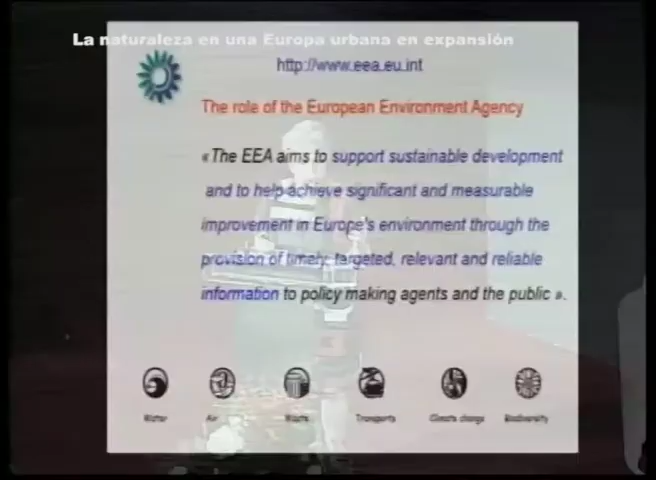 La naturaleza en una Europa urbana en expansión
http://www.eea.eu.int
The role of the European Environment Agency
« The EEA aims to support sustainable development
and to help achieve significant and measurable
improvement in Europe's environment through the
provision of timely, targeted, relevant and reliable
information to policy making agents and the public ».
Water Air Waste Transports Climate change Biodiversity